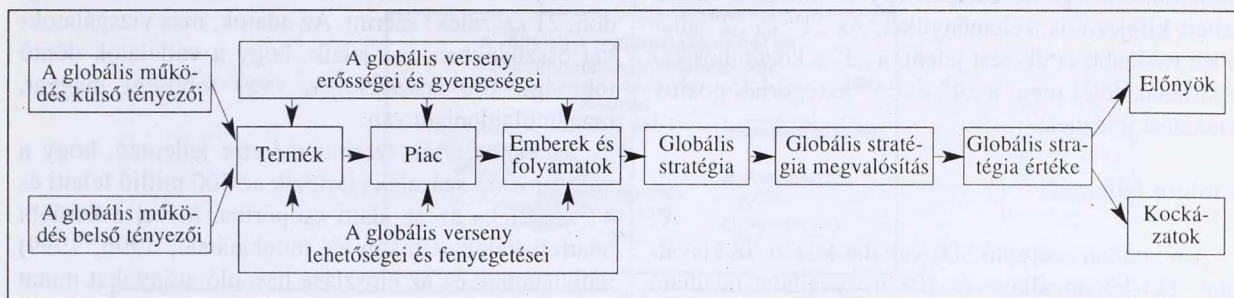 A globális műkö-
dés külső tényezői
A globális verseny
erősségei és gyengeségei
Termék
Piac
Emberek és
folyamatok
Globális
stratégia
Globális straté-
gia megvalósítás
Globális stra-
tégia értéke
Előnyök
Kocká-
zatok
A globális műkö-
dés belső tényezői
A globális verseny
lehetőségei és fenyegetései